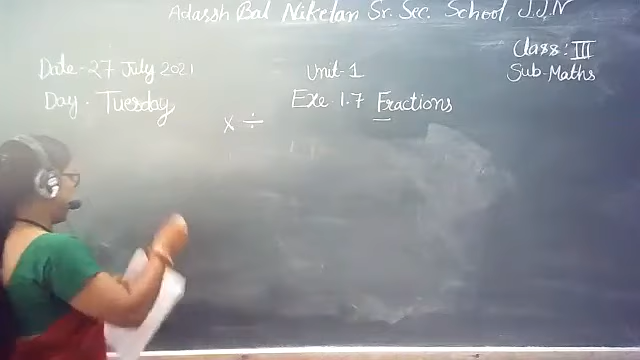 Adarsh Bal Niketan Sr. Sec. School, JJN
Class: III
Date - 27 July 2021 Unit-1 Sub-Maths
Day. Tuesday Exe. 1.7 Fractions
× ÷